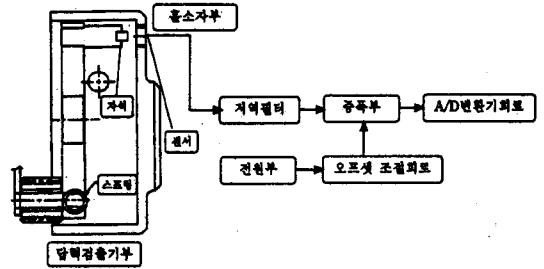 홀소자부
자석
센서
저역필터
증폭부
A/D변환기회로
전원부
오프셋 조절회로
스프링
답력검출기부